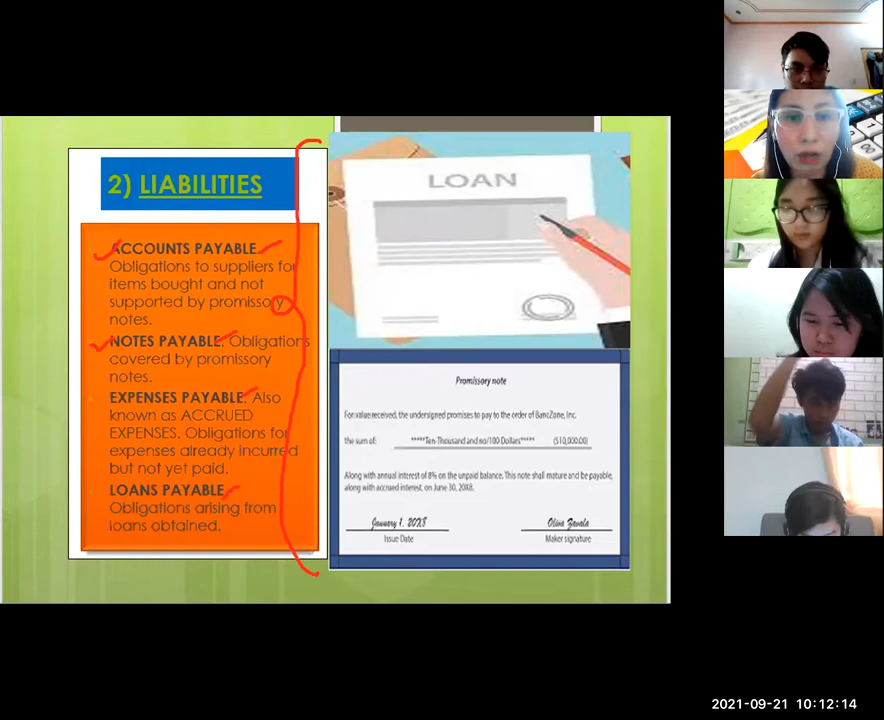 2) LIABILITIES
ACCOUNTS PAYABLE
Obligations to suppliers for
items bought and not
supported by promissory
notes.
NOTES PAYABLE. Obligations
covered by promissory
notes.
EXPENSES PAYABLE. Also
known as ACCRUED
EXPENSES. Obligations for
expenses already incurred
but not yet paid.
LOANS PAYABLE
Obligations arising from
loans obtained.
LOAN
Promissory note
For value received, the undersigned promises to pay to the order of BancZone, Inc.
the sum of: *****Ten-Thousand and no/100 Dollars***** ($10,000.00)
Along with annual interest of 8% on the unpaid balance. This note shall mature and be payable,
along with accrued interest, on June 30, 20X8.
January 1, 20X8 Oliva Zavala
Issue Date Maker signature
2021-09-21 10:12:14